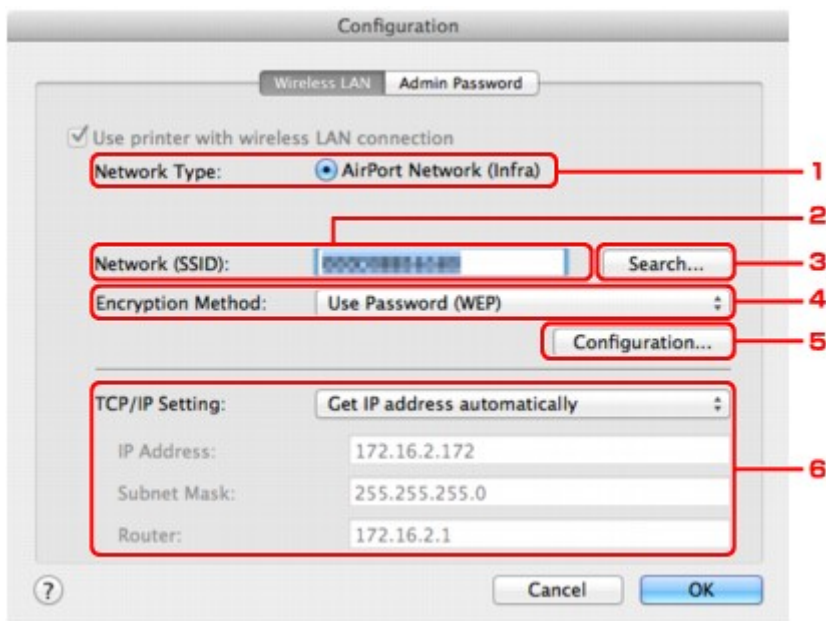 Configuration
Wireless LAN Admin Password
Use printer with wireless LAN connection
Network Type: AirPort Network (Infra) 1
2
Network (SSID): Search... 3
Encryption Method: Use Password (WEP) 4
Configuration... 5
TCP/IP Setting: Get IP address automatically
IP Address: 172.16.2.172
6
Subnet Mask: 255.255.255.0
Router: 172.16.2.1
? Cancel OK